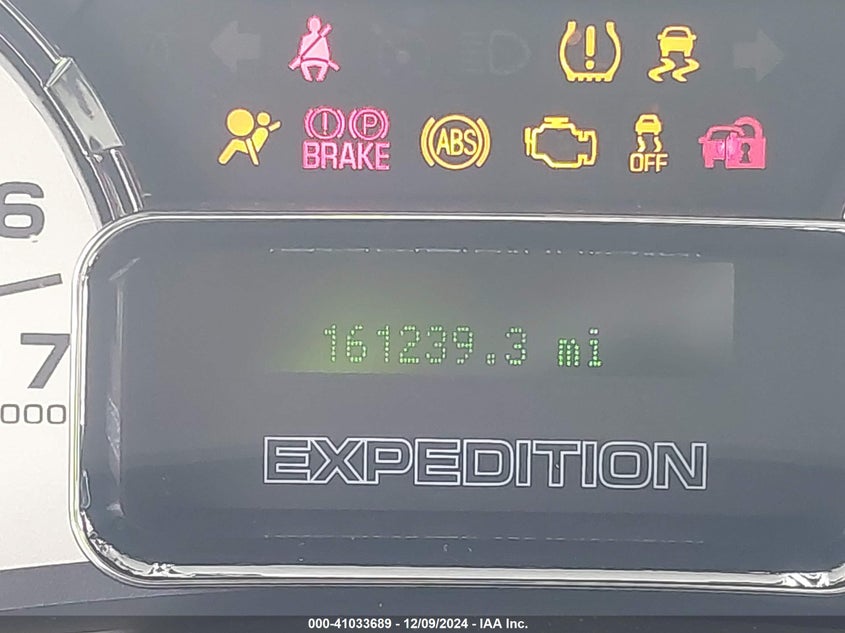 P
BRAKE
ABS
OFF
6
161239.3 mi
7
000
EXPEDITION
000-41033689 - 12/09/2024 - IAA Inc.